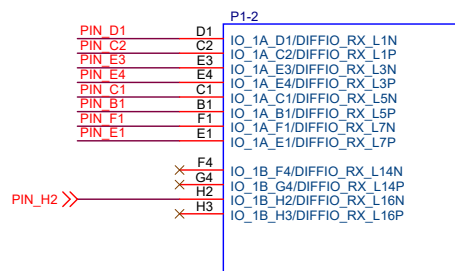 P1-2
PIN_D1 D1 IO_1A_D1/DIFFIO_RX_L1N
PIN_C2 C2 IO_1A_C2/DIFFIO_RX_L1P
PIN_E3 E3 IO_1A_E3/DIFFIO_RX_L3N
PIN_E4 E4 IO_1A_E4/DIFFIO_RX_L3P
PIN_C1 C1 IO_1A_C1/DIFFIO_RX_L5N
PIN_B1 B1 IO_1A_B1/DIFFIO_RX_L5P
PIN_F1 F1 IO_1A_F1/DIFFIO_RX_L7N
PIN_E1 E1 IO_1A_E1/DIFFIO_RX_L7P
F4 IO_1B_F4/DIFFIO_RX_L14N
G4 IO_1B_G4/DIFFIO_RX_L14P
PIN_H2 H2 IO_1B_H2/DIFFIO_RX_L16N
H3 IO_1B_H3/DIFFIO_RX_L16P